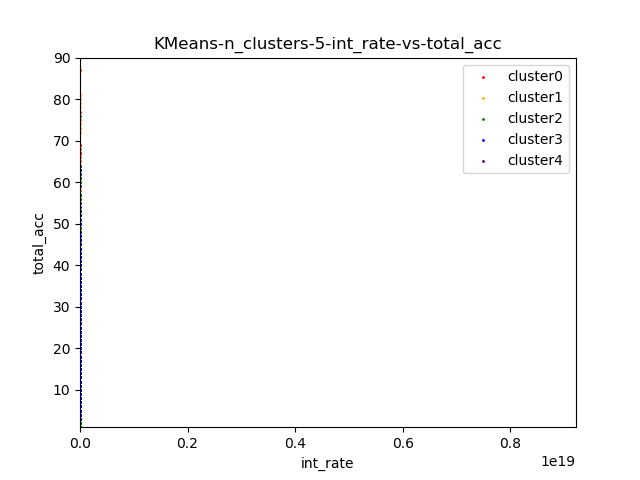 KMeans-n_clusters-5-int_rate-vs-total_acc
90
80
70
60
50
40
30
20
10
total_acc
cluster0
cluster1
cluster2
cluster3
cluster4
0.0 0.2 0.4 0.6 0.8
1e19
int_rate